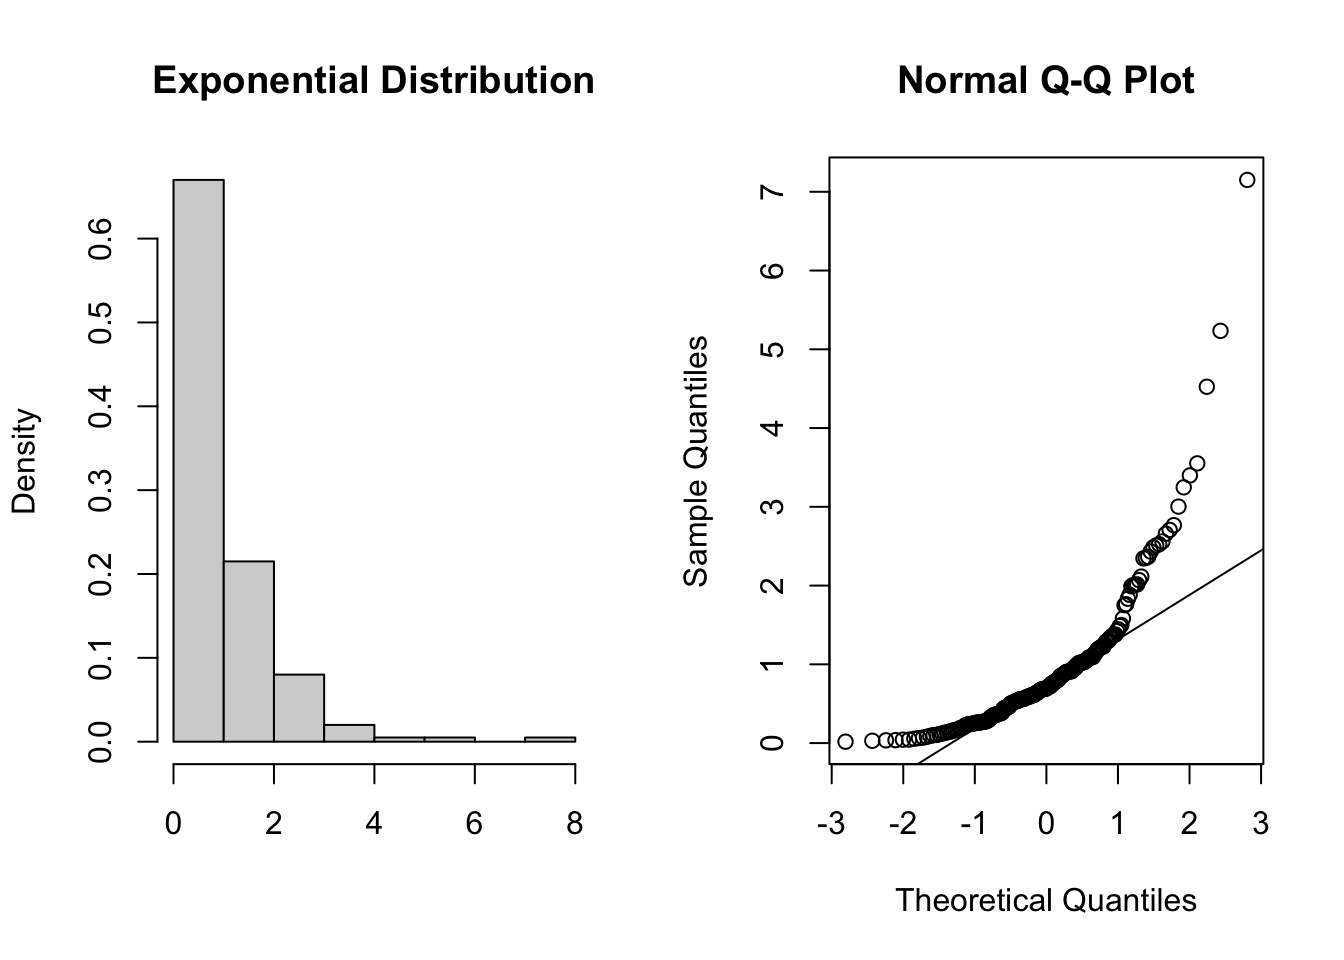 Exponential Distribution
Density
0.0 0.1 0.2 0.3 0.4 0.5 0.6
0 2 4 6 8
Normal Q-Q Plot
Sample Quantiles
0 1 2 3 4 5 6 7
-3 -2 -1 0 1 2 3
Theoretical Quantiles